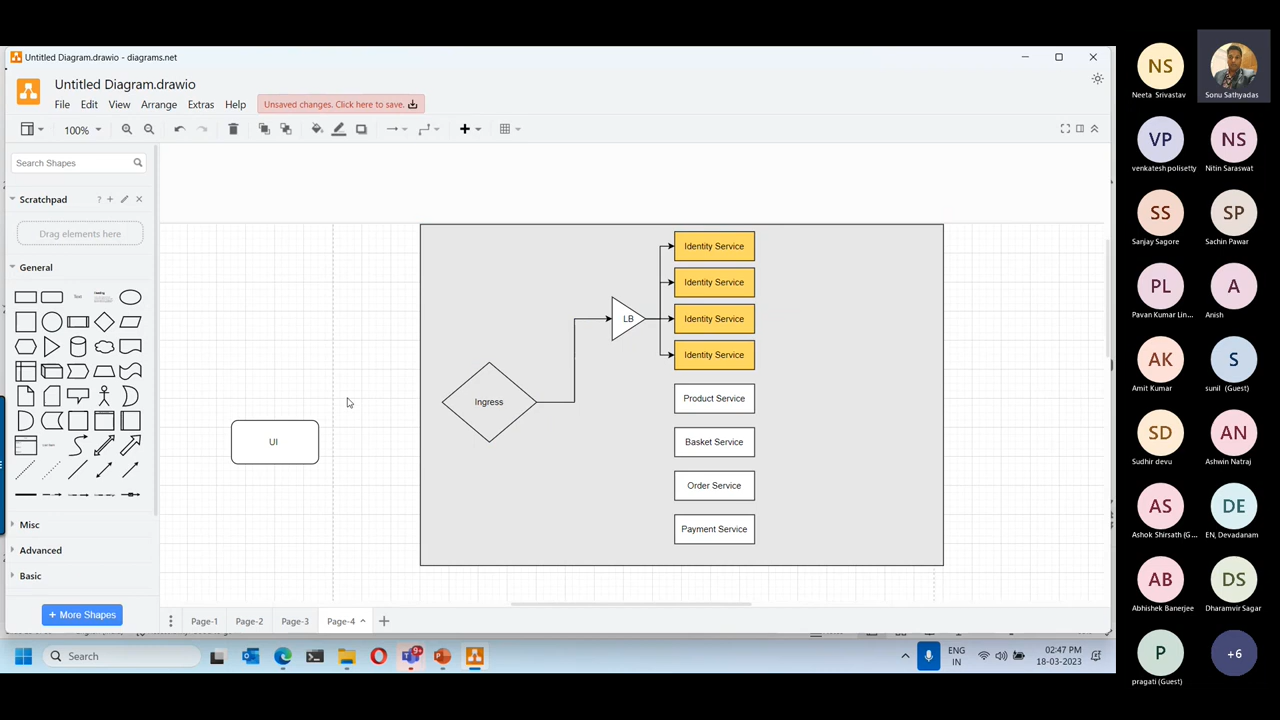 Untitled Diagram.drawio - diagrams.net
Untitled Diagram.drawio
File Edit View Arrange Extras Help
Unsaved changes. Click here to save.
100%
Search Shapes
Scratchpad
?
Drag elements here
General
Text
Heading
Misc
Advanced
Basic
+ More Shapes
UI
Ingress
LB
Identity Service
Identity Service
Identity Service
Identity Service
Product Service
Basket Service
Order Service
Payment Service
Page-1 Page-2 Page-3 Page-4
Search
9+
ENG
IN
02:47 PM
18-03-2023
NS
Neeta Srivastav
Sonu Sathyadas
VP
venkatesh polisetty
NS
Nitin Saraswat
SS
Sanjay Sagore
SP
Sachin Pawar
PL
Pavan Kumar Lin...
A
Anish
AK
Amit Kumar
S
sunil (Guest)
SD
Sudhir devu
AN
Ashwin Natraj
AS
Ashok Shirsath (G...
DE
EN, Devadanam
AB
Abhishek Banerjee
DS
Dharamvir Sagar
P
pragati (Guest)
+6